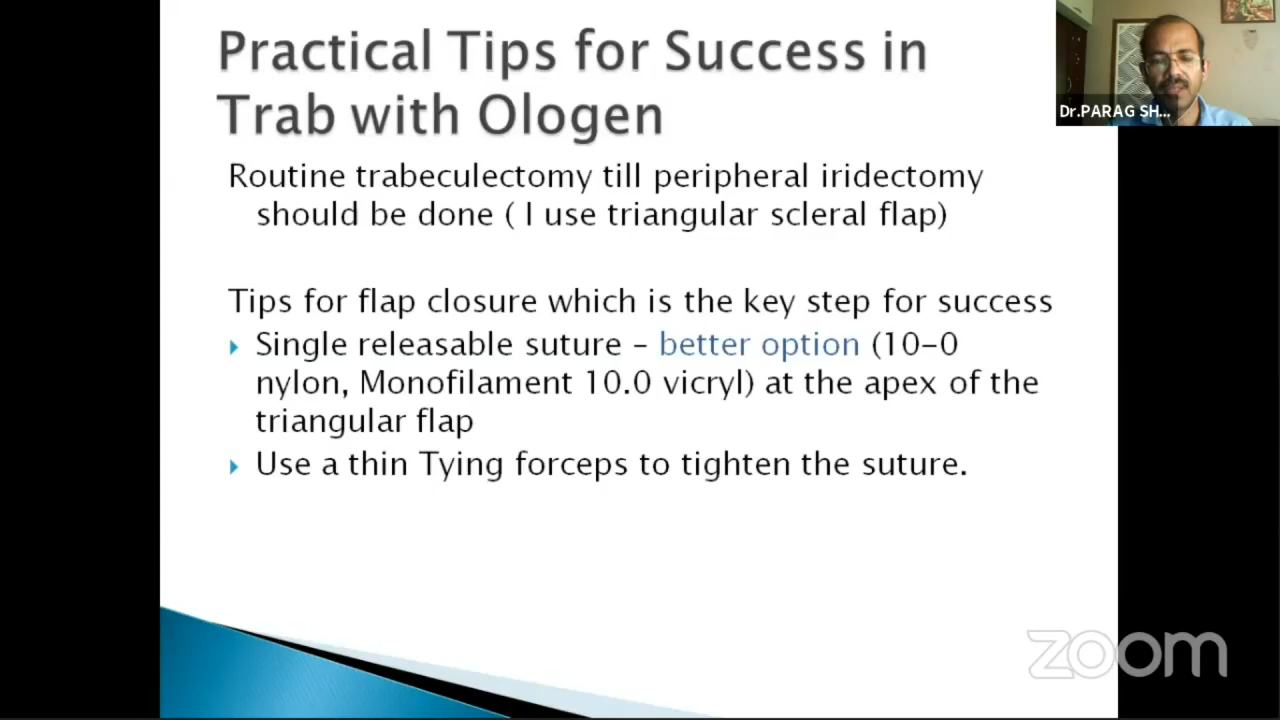 Practical Tips for Success in
Trab with Ologen
Dr.PARAG SH...
Routine trabeculectomy till peripheral iridectomy
should be done ( I use triangular scleral flap)
Tips for flap closure which is the key step for success
Single releasable suture – better option (10-0
nylon, Monofilament 10.0 vicryl) at the apex of the
triangular flap
Use a thin Tying forceps to tighten the suture.
zoom